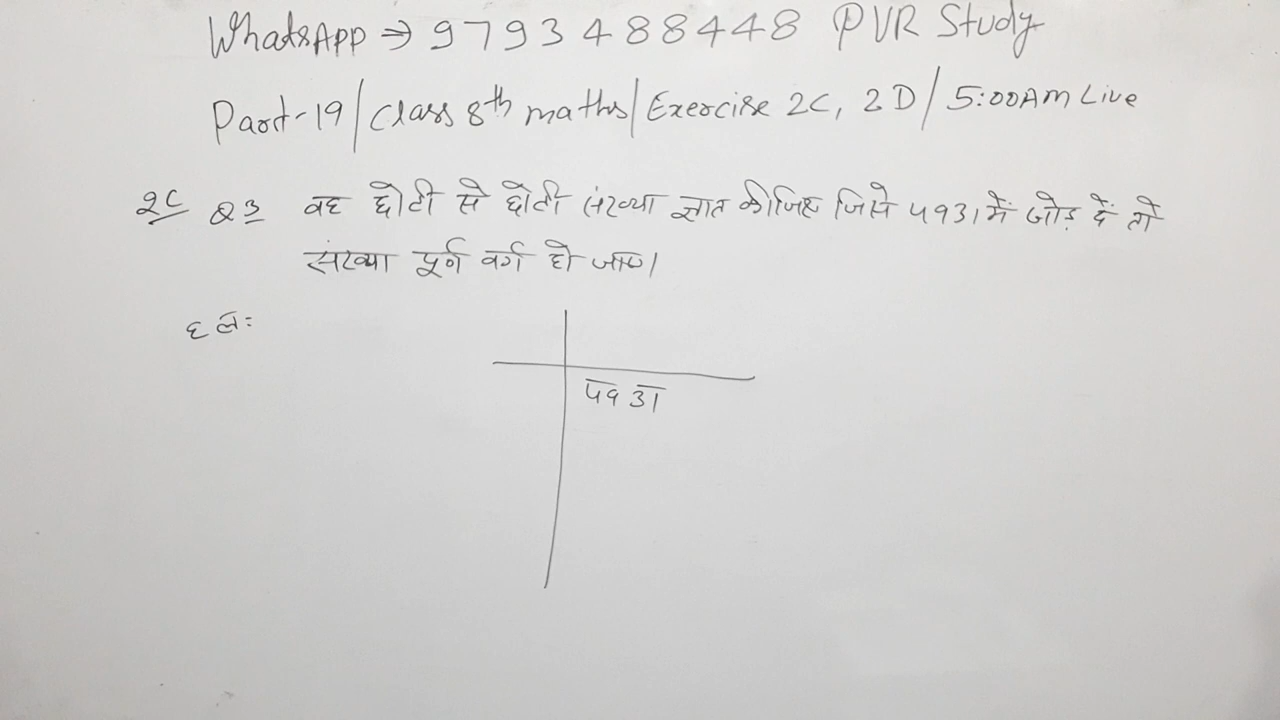 WhatsApp ⇒ 9793488448 PVR Study
Part-19/Class 8th maths/Exercise 2C, 2D/5:00AM Live
2C Q3 वह छोटी से छोटी संख्या ज्ञात कीजिए जिसे 5931 में जोड़ दें तो
संख्या पूर्ण वर्ग हो जाए।
हल:
5931